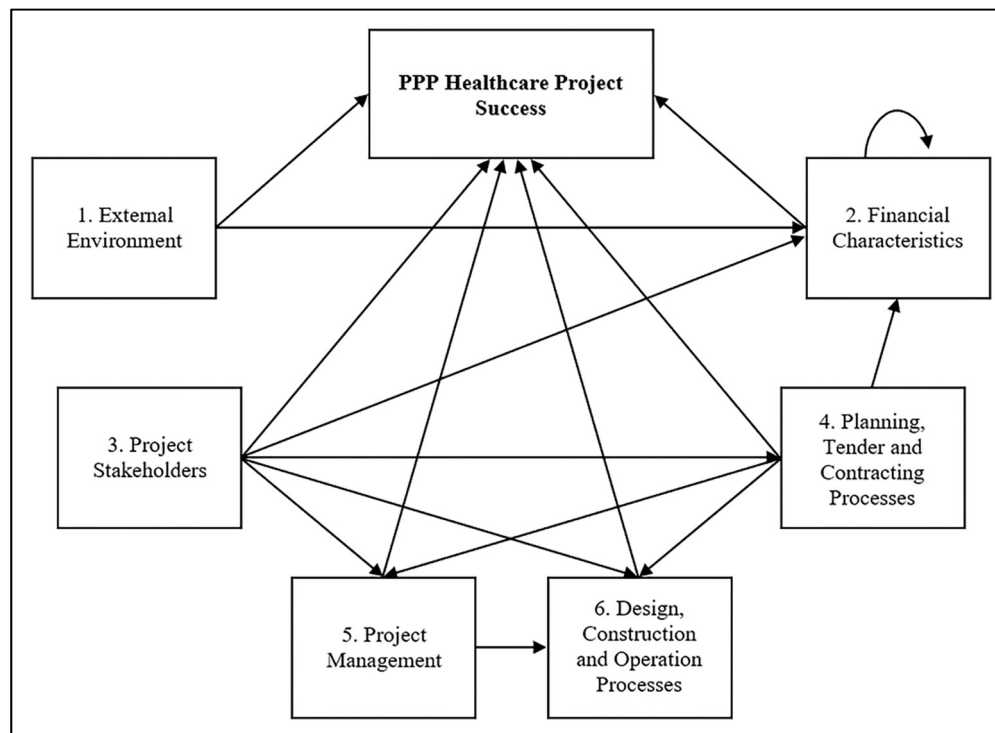 PPP Healthcare Project
Success
1. External
Environment
2. Financial
Characteristics
3. Project
Stakeholders
4. Planning,
Tender and
Contracting
Processes
5. Project
Management
6. Design,
Construction
and Operation
Processes